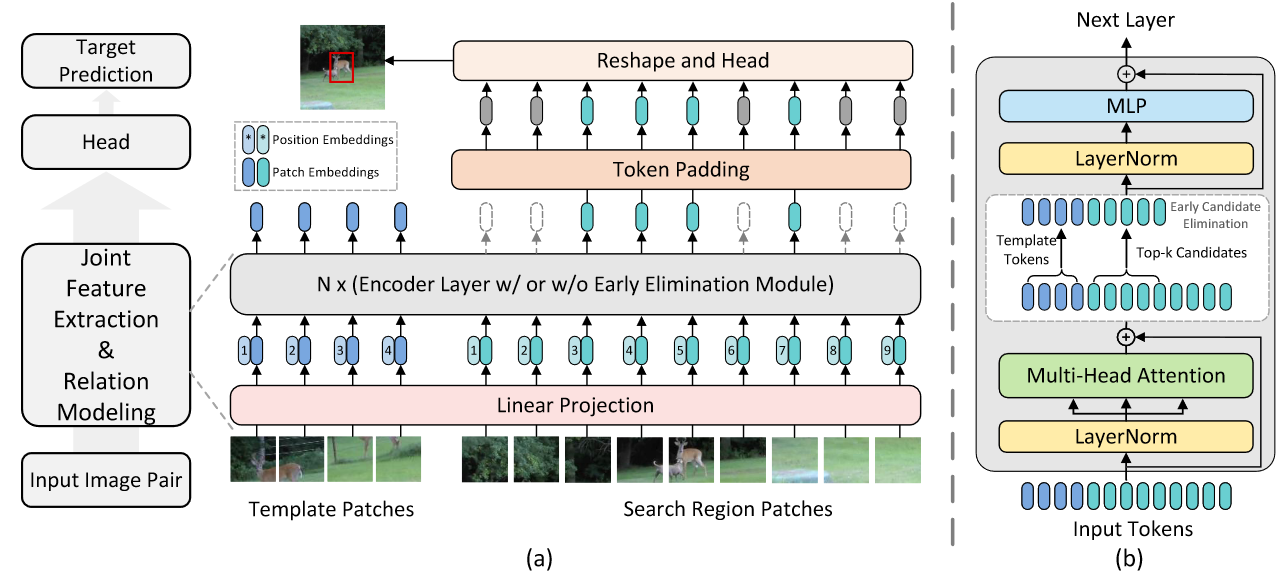 Target
Prediction
Head
Joint
Feature
Extraction
&
Relation
Modeling
Input Image Pair
Reshape and Head
* * Position Embeddings
Patch Embeddings
Token Padding
N x (Encoder Layer w/ or w/o Early Elimination Module)
1 2 3 4 1 2 3 4 5 6 7 8 9
Linear Projection
Template Patches
Search Region Patches
(a)
Next Layer
+
MLP
LayerNorm
Early Candidate
Elimination
Template
Tokens
Top-k Candidates
+
Multi-Head Attention
LayerNorm
Input Tokens
(b)